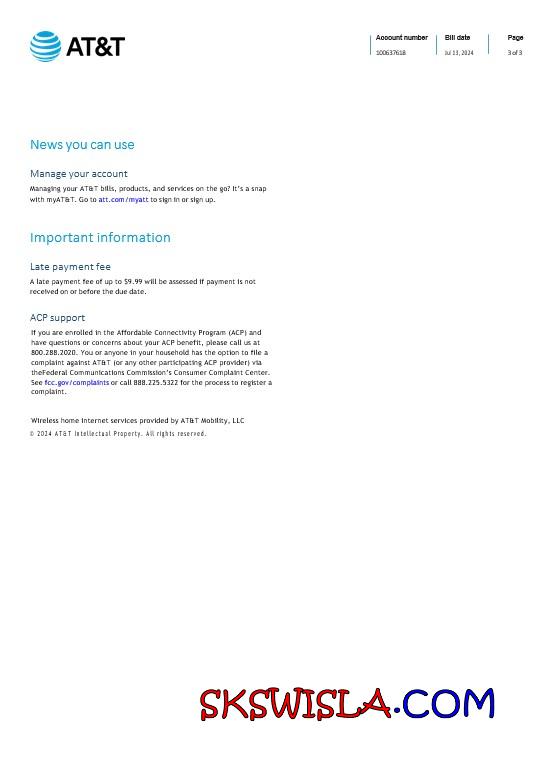 AT&T
Account number Bill date Page
100637618 Jul 13, 2024 3 of 3
News you can use
Manage your account
Managing your AT&T bills, products, and services on the go? It's a snap
with myAT&T. Go to att.com/myatt to sign in or sign up.
Important information
Late payment fee
A late payment fee of up to $9.99 will be assessed if payment is not
received on or before the due date.
ACP support
If you are enrolled in the Affordable Connectivity Program (ACP) and
have questions or concerns about your ACP benefit, please call us at
800.288.2020. You or anyone in your household has the option to file a
complaint against AT&T (or any other participating ACP provider) via
theFederal Communications Commission's Consumer Complaint Center.
See fcc.gov/complaints or call 888.225.5322 for the process to register a
complaint.
Wireless home internet services provided by AT&T Mobility, LLC
© 2024 AT&T Intellectual Property. All rights reserved.
SKSWISLA.COM